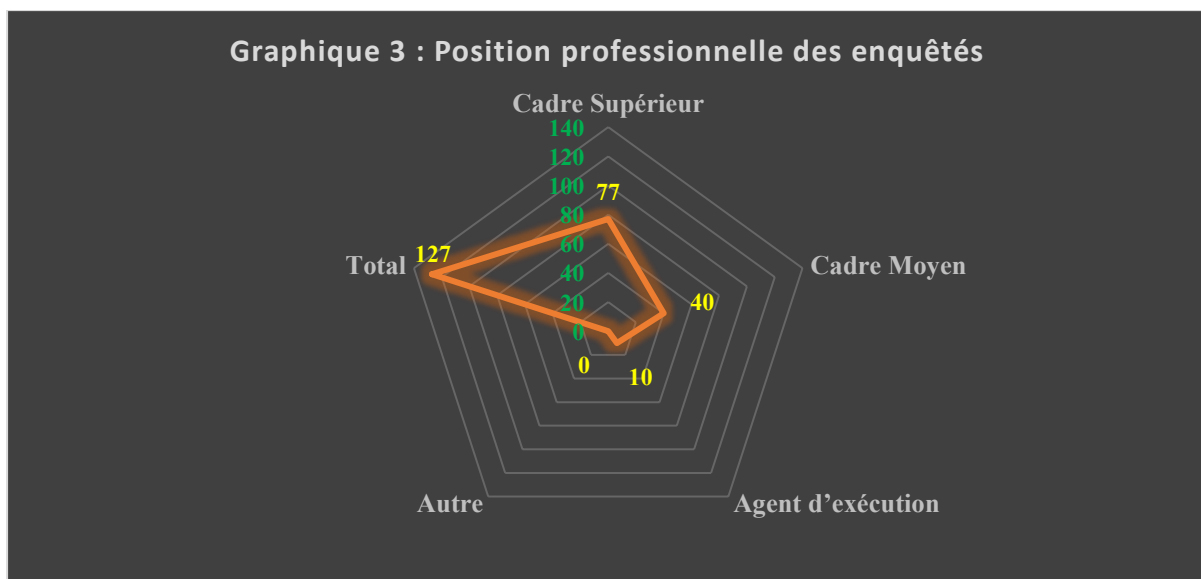 Graphique 3 : Position professionnelle des enquêtés
Cadre Supérieur
140
120
100
77
80
60
40
20
0
127
Total
Cadre Moyen
40
0
10
Autre
Agent d’exécution